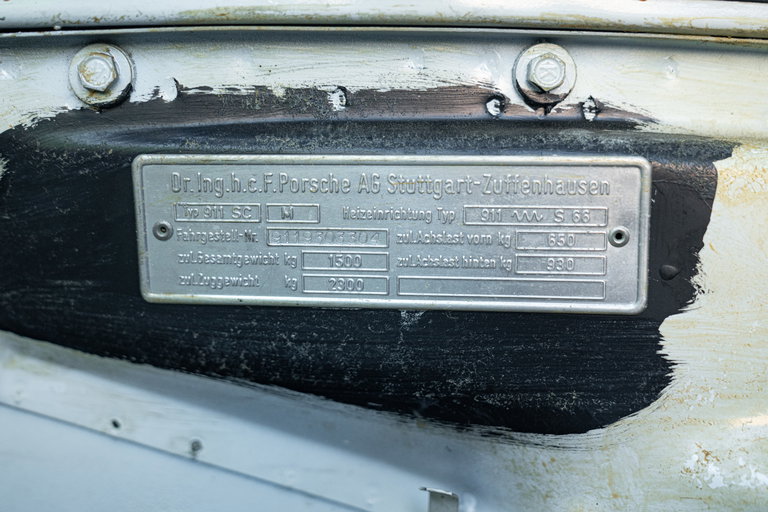 Dr.Ing.h.c.F.Porsche AG Stuttgart-Zuffenhausen
Typ 911 SC M Heizeinrichtung Typ 911 S 66
Fahrgestell-Nr. zul.Achslast vorn kg 650
zul.Gesamtgewicht kg 1500 zul.Achslast hinten kg 930
zul.Zuggewicht kg 2300